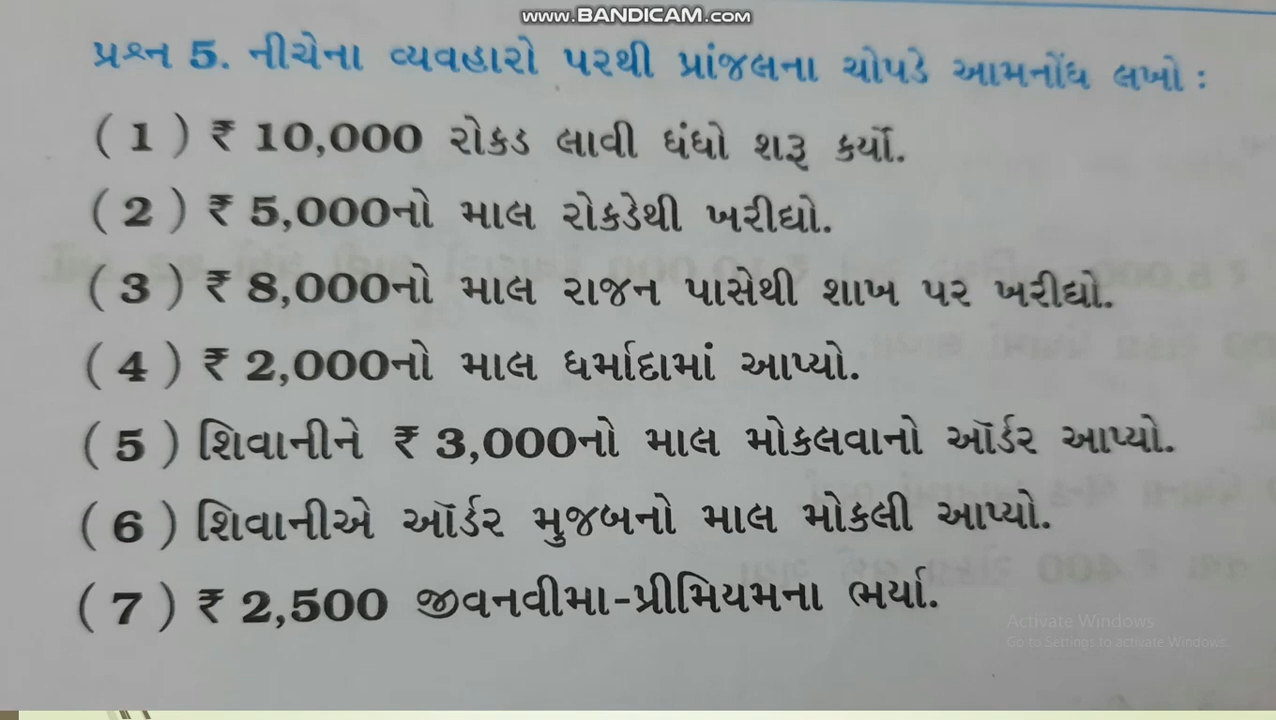 www.BANDICAM.com
પ્રશ્ન 5. નીચેના વ્યવહારો પરથી પ્રાંજલના ચોપડે આમનોંધ લખો :
( 1 ) ₹ 10,000 રોકડ લાવી ધંધો શરૂ કર્યો.
( 2 ) ₹ 5,000નો માલ રોકડેથી ખરીદ્યો.
( 3 ) ₹ 8,000નો માલ રાજન પાસેથી શાખ પર ખરીદ્યો.
( 4 ) ₹ 2,000નો માલ ધર્માદામાં આપ્યો.
( 5 ) શિવાનીને ₹ 3,000નો માલ મોકલવાનો ઑર્ડર આપ્યો.
( 6 ) શિવાનીએ ઑર્ડર મુજબનો માલ મોકલી આપ્યો.
( 7 ) ₹ 2,500 જીવનવીમા-પ્રીમિયમના ભર્યા.
Activate Windows
Go to Settings to activate Windows.